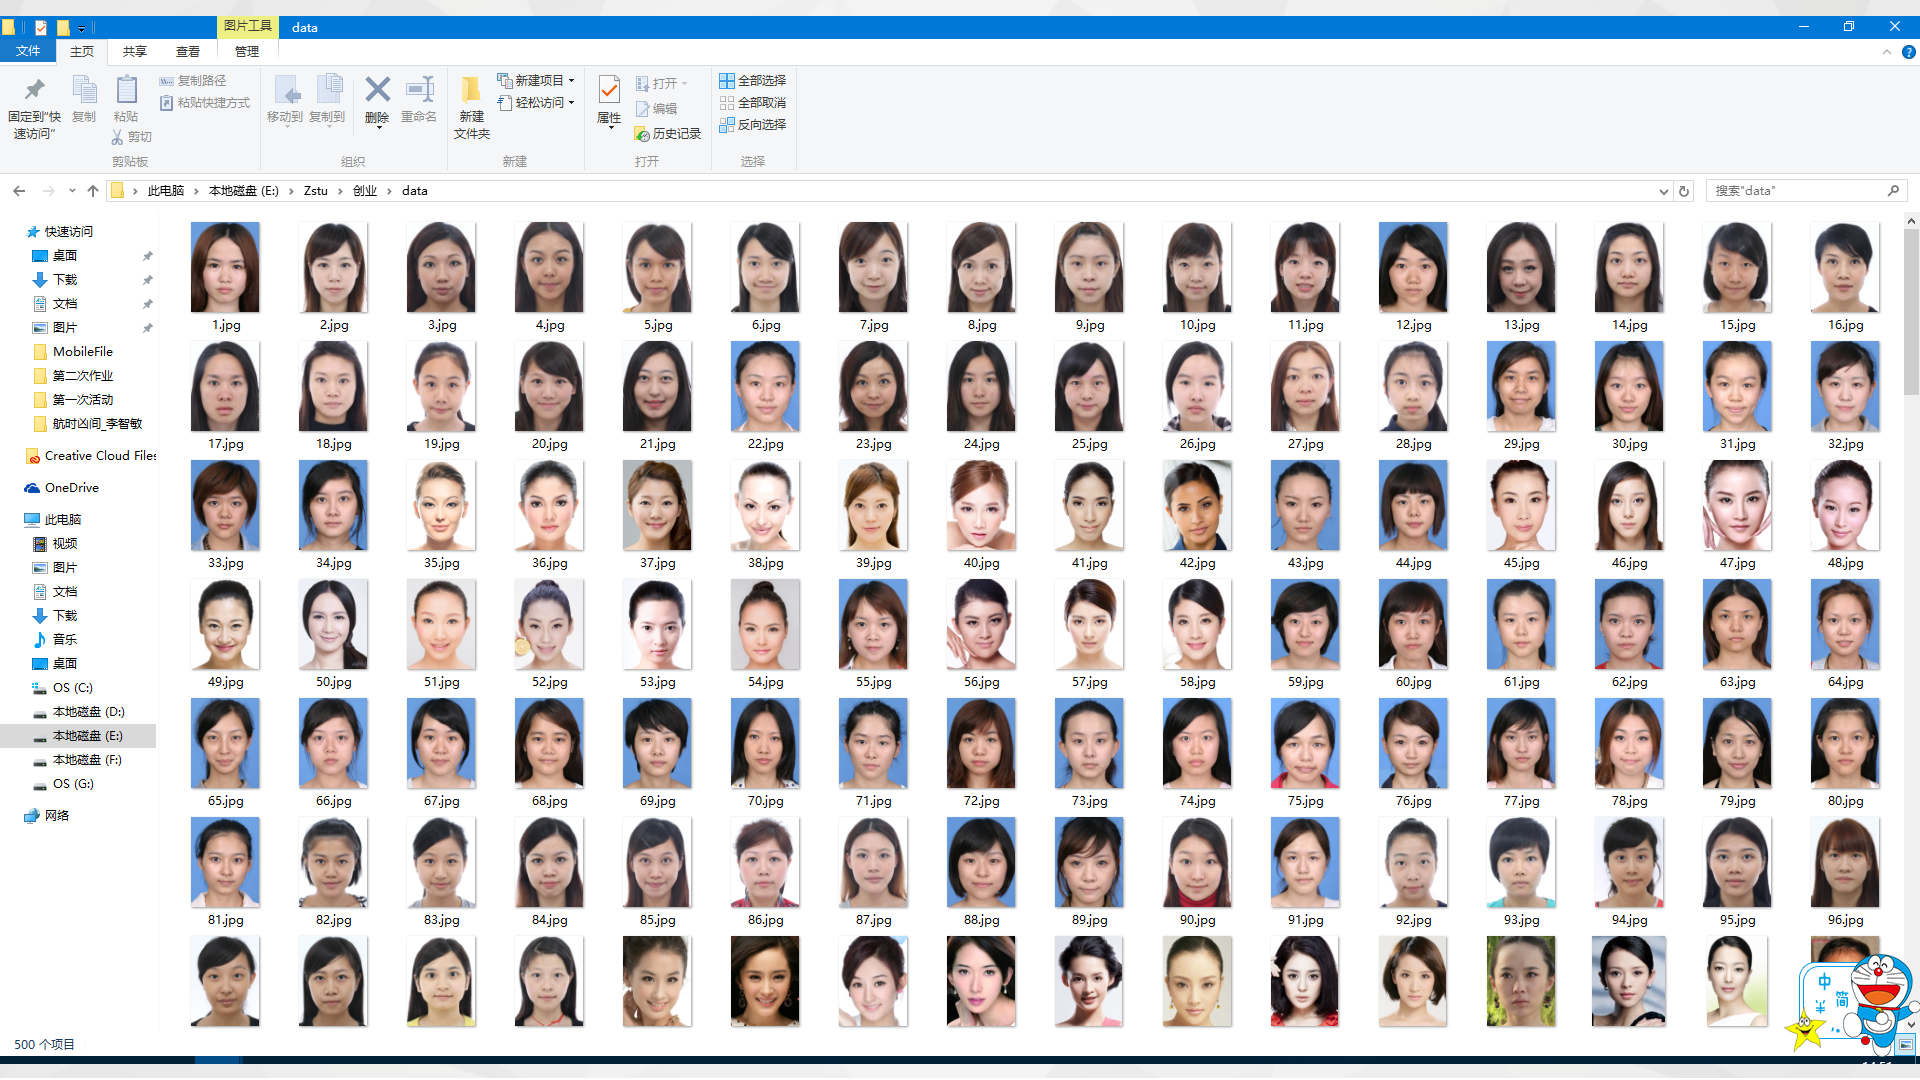 图片工具 data
文件 主页 共享 查看 管理
固定到"快速访问"
复制
粘贴
复制路径
粘贴快捷方式
剪切
剪贴板
移动到 复制到 删除 重命名
组织
新建文件夹
新建项目
轻松访问
新建
属性
打开
编辑
历史记录
打开
全部选择
全部取消
反向选择
选择
此电脑 › 本地磁盘 (E:) › Zstu › 创业 › data
搜索"data"
快速访问
桌面
下载
文档
图片
MobileFile
第二次作业
第一次活动
航时凶间_李智敏
Creative Cloud Files
OneDrive
此电脑
视频
图片
文档
下载
音乐
桌面
OS (C:)
本地磁盘 (D:)
本地磁盘 (E:)
本地磁盘 (F:)
OS (G:)
网络
1.jpg 2.jpg 3.jpg 4.jpg 5.jpg 6.jpg 7.jpg 8.jpg 9.jpg 10.jpg 11.jpg 12.jpg 13.jpg 14.jpg 15.jpg 16.jpg
17.jpg 18.jpg 19.jpg 20.jpg 21.jpg 22.jpg 23.jpg 24.jpg 25.jpg 26.jpg 27.jpg 28.jpg 29.jpg 30.jpg 31.jpg 32.jpg
33.jpg 34.jpg 35.jpg 36.jpg 37.jpg 38.jpg 39.jpg 40.jpg 41.jpg 42.jpg 43.jpg 44.jpg 45.jpg 46.jpg 47.jpg 48.jpg
49.jpg 50.jpg 51.jpg 52.jpg 53.jpg 54.jpg 55.jpg 56.jpg 57.jpg 58.jpg 59.jpg 60.jpg 61.jpg 62.jpg 63.jpg 64.jpg
65.jpg 66.jpg 67.jpg 68.jpg 69.jpg 70.jpg 71.jpg 72.jpg 73.jpg 74.jpg 75.jpg 76.jpg 77.jpg 78.jpg 79.jpg 80.jpg
81.jpg 82.jpg 83.jpg 84.jpg 85.jpg 86.jpg 87.jpg 88.jpg 89.jpg 90.jpg 91.jpg 92.jpg 93.jpg 94.jpg 95.jpg 96.jpg
中
简
500 个项目